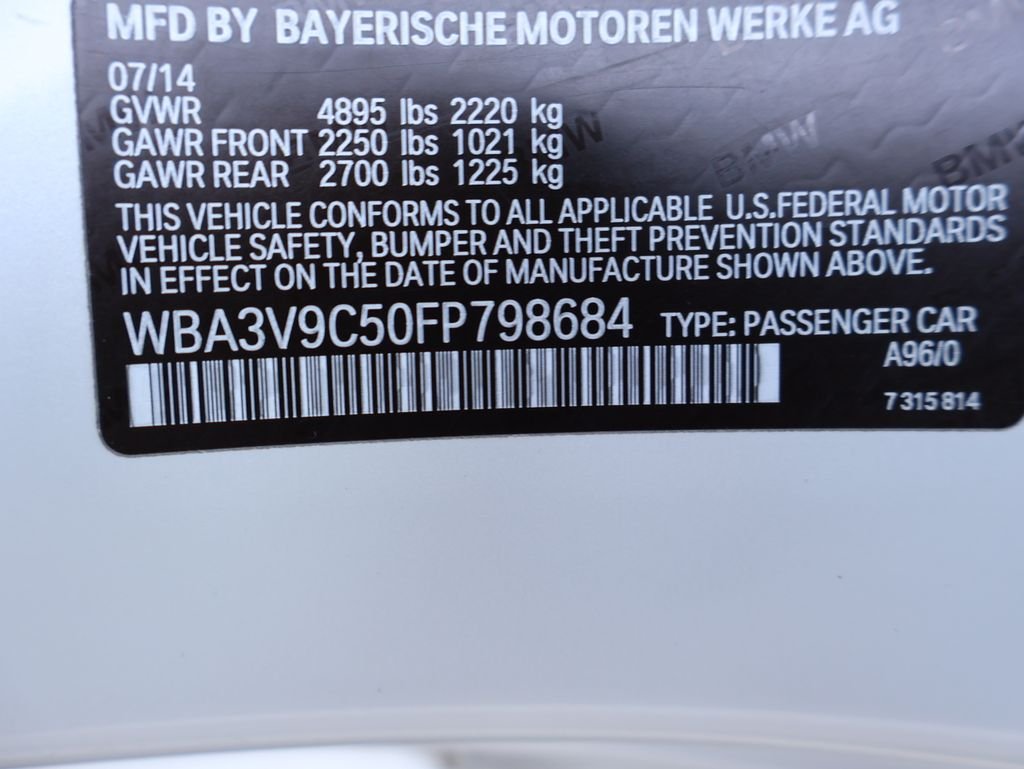 MFD BY BAYERISCHE MOTOREN WERKE AG
07/14
GVWR 4895 lbs 2220 kg
GAWR FRONT 2250 lbs 1021 kg
GAWR REAR 2700 lbs 1225 kg
THIS VEHICLE CONFORMS TO ALL APPLICABLE U.S.FEDERAL MOTOR
VEHICLE SAFETY, BUMPER AND THEFT PREVENTION STANDARDS
IN EFFECT ON THE DATE OF MANUFACTURE SHOWN ABOVE.
WBA3V9C50FP798684 TYPE: PASSENGER CAR
A96/0
7 315 814
BMW